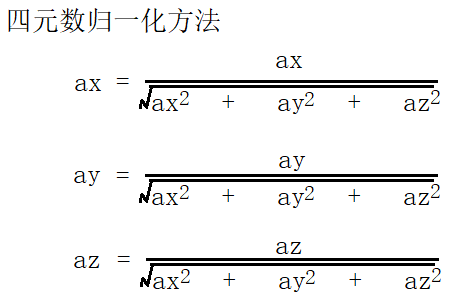 四元数归一化方法
ax = ax / √(ax² + ay² + az²)
ay = ay / √(ax² + ay² + az²)
az = az / √(ax² + ay² + az²)